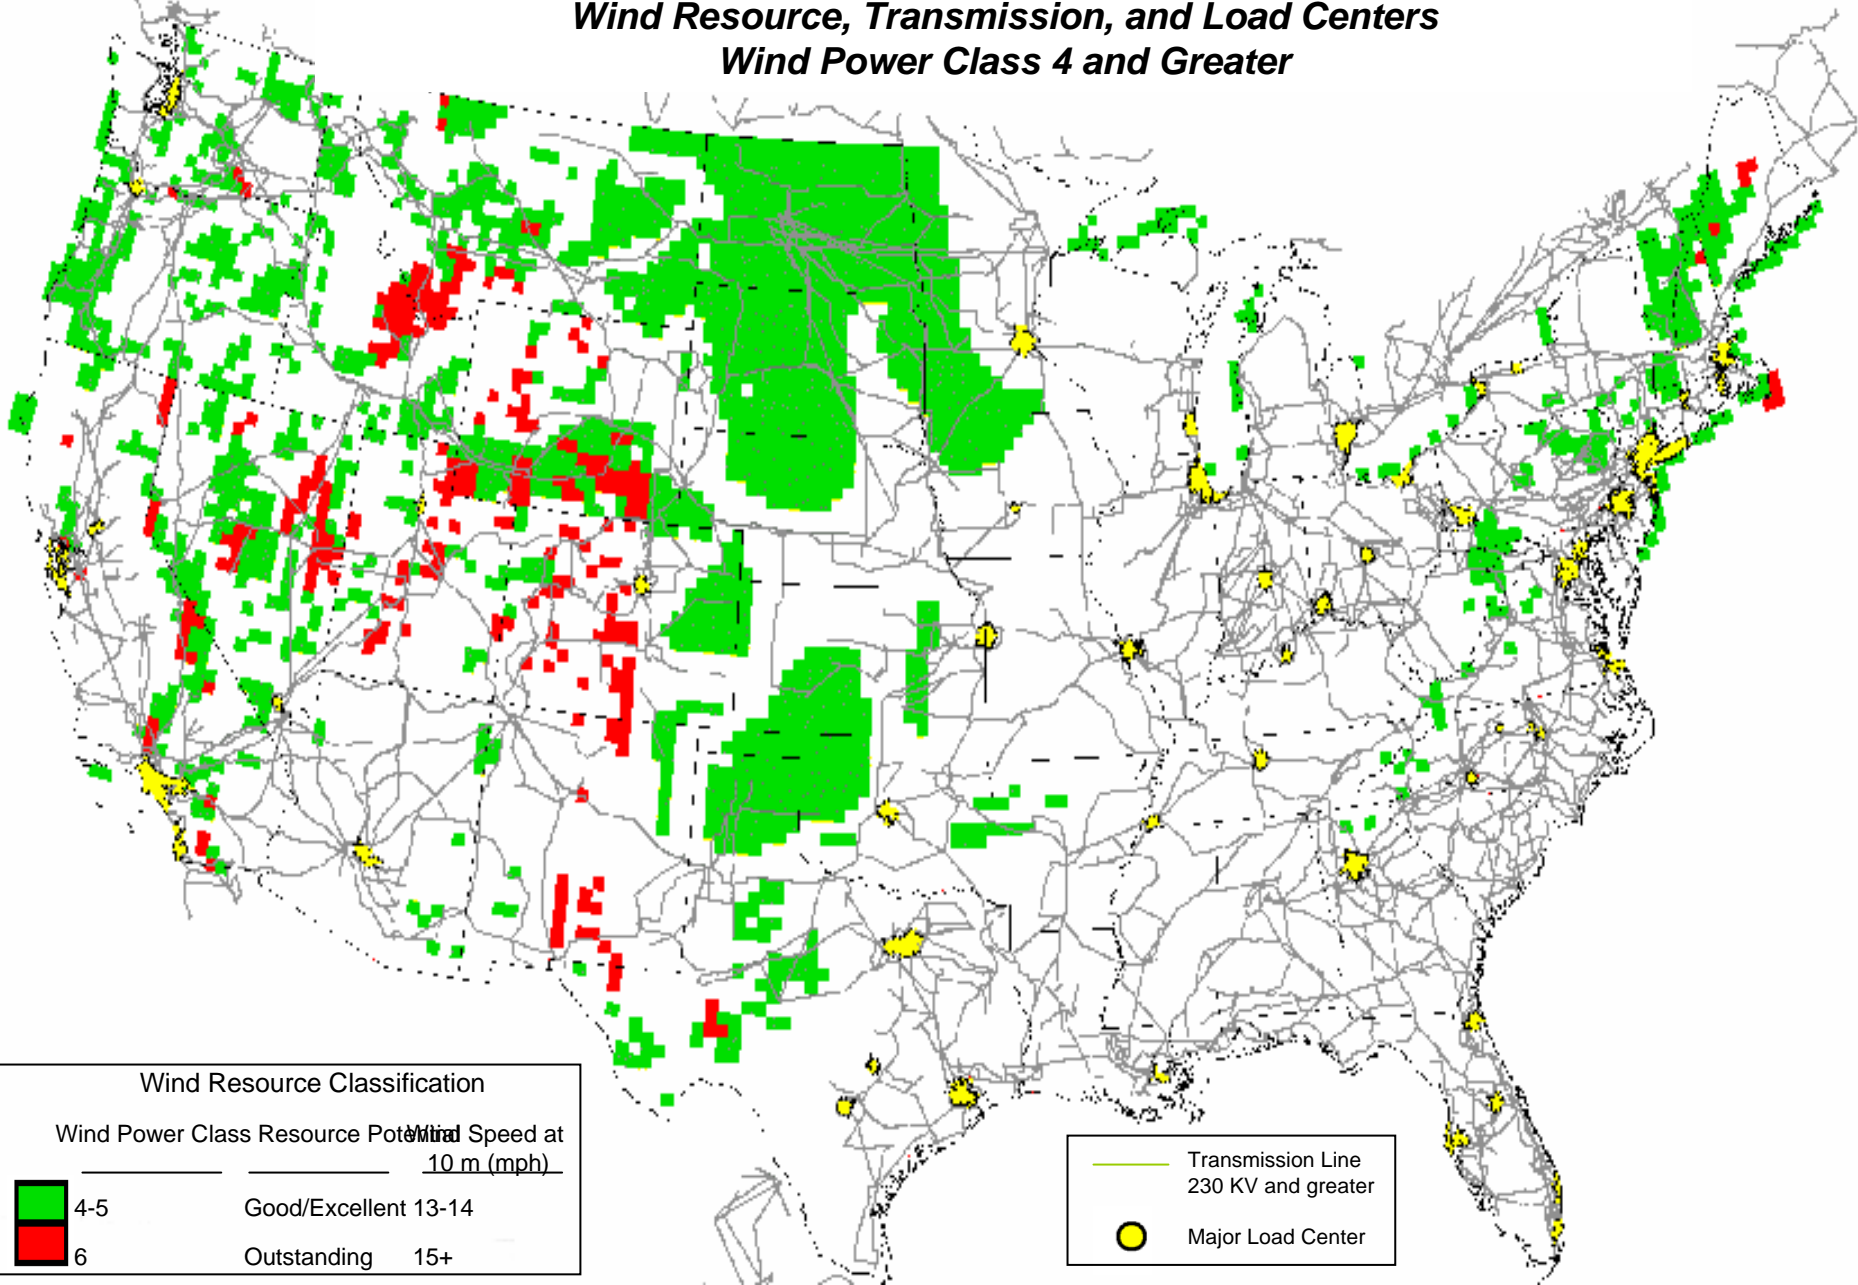 Wind Resource, Transmission, and Load Centers
Wind Power Class 4 and Greater
Wind Resource Classification
Wind Power Class Resource Potential Wind Speed at
10 m (mph)
4-5 Good/Excellent 13-14
6 Outstanding 15+
Transmission Line
230 KV and greater
Major Load Center